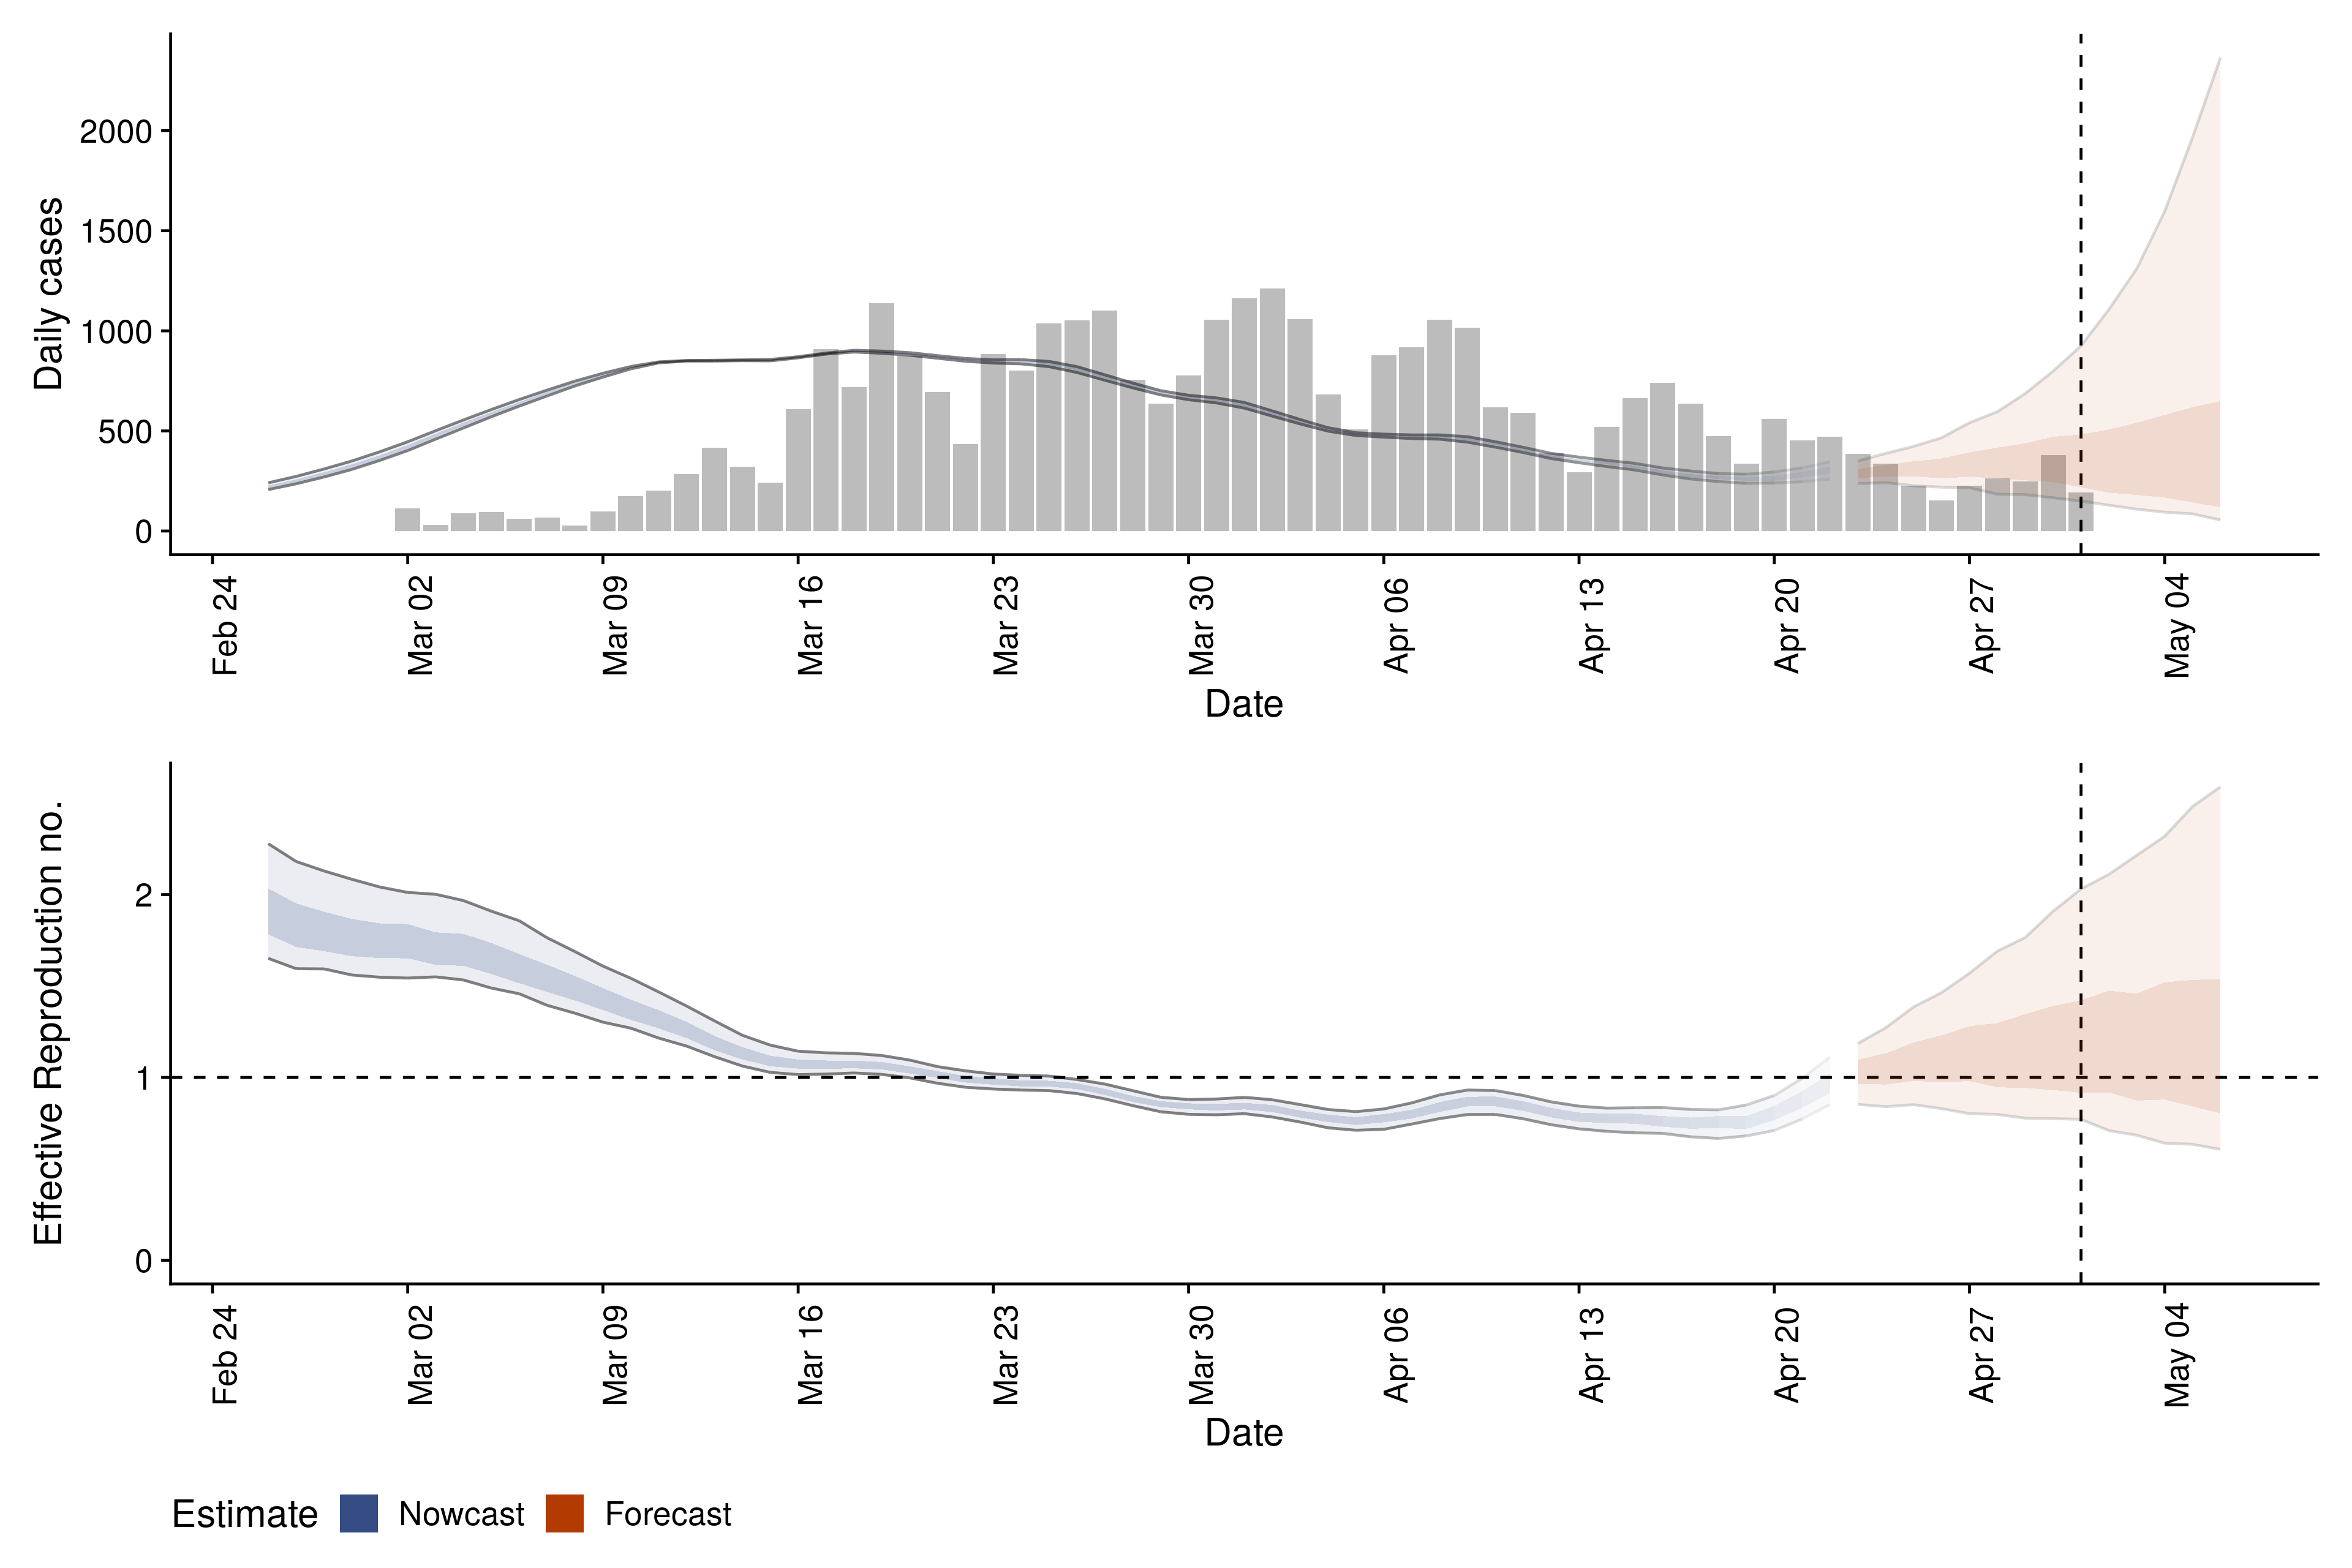 Daily cases
2000
1500
1000
500
0
Feb 24
Mar 02
Mar 09
Mar 16
Mar 23
Mar 30
Apr 06
Apr 13
Apr 20
Apr 27
May 04
Date
Effective Reproduction no.
2
1
0
Feb 24
Mar 02
Mar 09
Mar 16
Mar 23
Mar 30
Apr 06
Apr 13
Apr 20
Apr 27
May 04
Date
Estimate Nowcast Forecast